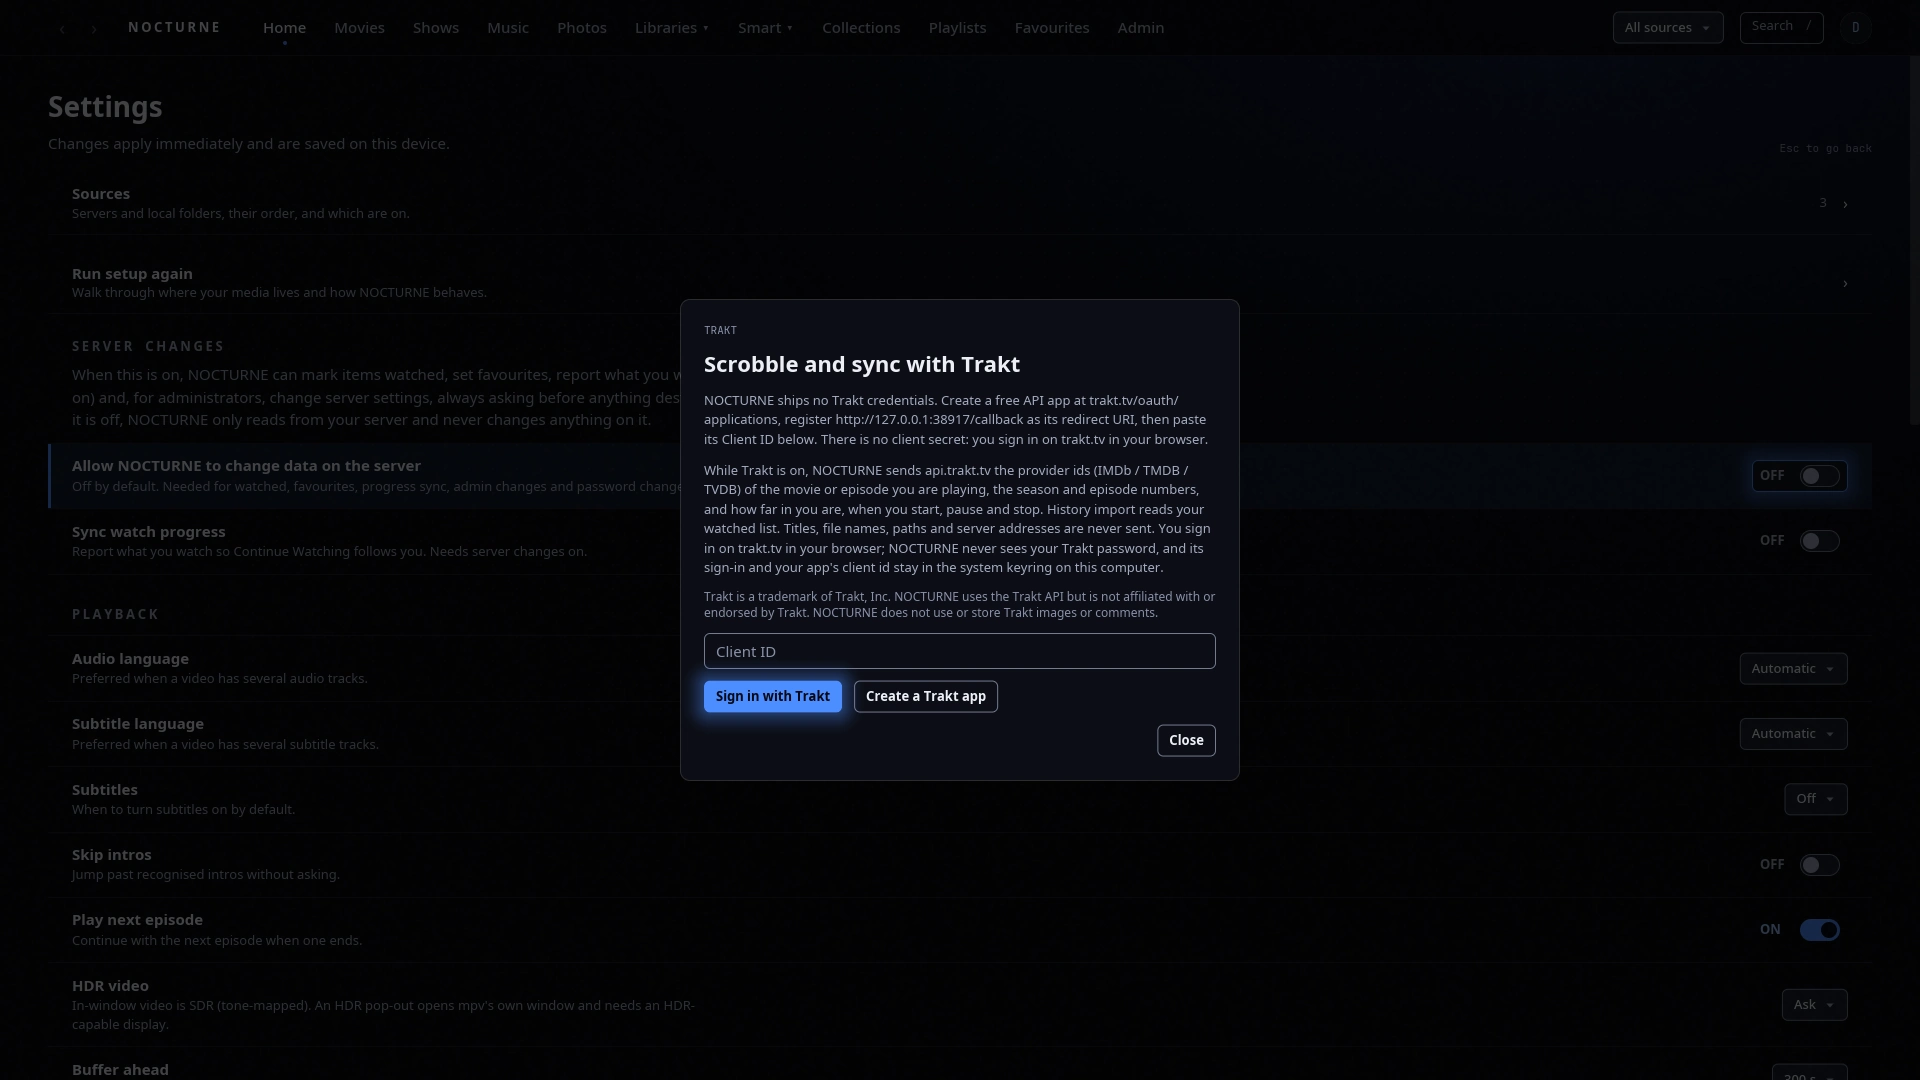 ‹ › NOCTURNE Home Movies Shows Music Photos Libraries ▾ Smart ▾ Collections Playlists Favourites Admin All sources ▾ Search / D
Settings
Changes apply immediately and are saved on this device.
Esc to go back
Sources
Servers and local folders, their order, and which are on.
3 ›
Run setup again
Walk through where your media lives and how NOCTURNE behaves.
›
SERVER CHANGES
When this is on, NOCTURNE can mark items watched, set favourites, report what you w
on) and, for administrators, change server settings, always asking before anything des
it is off, NOCTURNE only reads from your server and never changes anything on it.
Allow NOCTURNE to change data on the server
Off by default. Needed for watched, favourites, progress sync, admin changes and password change
OFF
Sync watch progress
Report what you watch so Continue Watching follows you. Needs server changes on.
OFF
PLAYBACK
Audio language
Preferred when a video has several audio tracks.
Automatic ▾
Subtitle language
Preferred when a video has several subtitle tracks.
Automatic ▾
Subtitles
When to turn subtitles on by default.
Off ▾
Skip intros
Jump past recognised intros without asking.
OFF
Play next episode
Continue with the next episode when one ends.
ON
HDR video
In-window video is SDR (tone-mapped). An HDR pop-out opens mpv's own window and needs an HDR-
capable display.
Ask ▾
Buffer ahead
300 s ▾
TRAKT
Scrobble and sync with Trakt
NOCTURNE ships no Trakt credentials. Create a free API app at trakt.tv/oauth/
applications, register http://127.0.0.1:38917/callback as its redirect URI, then paste
its Client ID below. There is no client secret: you sign in on trakt.tv in your browser.
While Trakt is on, NOCTURNE sends api.trakt.tv the provider ids (IMDb / TMDB /
TVDB) of the movie or episode you are playing, the season and episode numbers,
and how far in you are, when you start, pause and stop. History import reads your
watched list. Titles, file names, paths and server addresses are never sent. You sign
in on trakt.tv in your browser; NOCTURNE never sees your Trakt password, and its
sign-in and your app's client id stay in the system keyring on this computer.
Trakt is a trademark of Trakt, Inc. NOCTURNE uses the Trakt API but is not affiliated with or
endorsed by Trakt. NOCTURNE does not use or store Trakt images or comments.
Client ID
Sign in with Trakt Create a Trakt app
Close